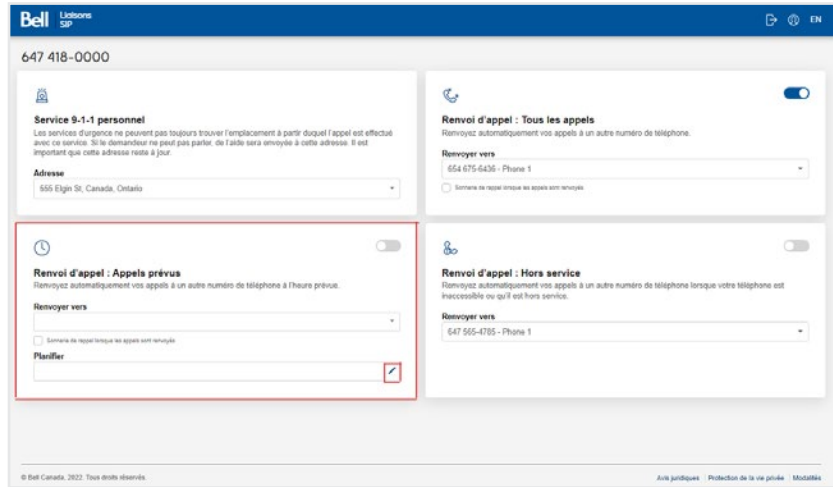 Bell Liaisons
SIP
EN
647 418-0000
Service 9-1-1 personnel
Les services d'urgence ne peuvent pas toujours trouver l'emplacement à partir duquel l'appel est effectué
avec ce service. Si le demandeur ne peut pas parler, de l'aide sera envoyée à cette adresse. Il est
important que cette adresse reste à jour.
Adresse
555 Elgin St, Canada, Ontario
Renvoi d'appel : Tous les appels
Renvoyez automatiquement vos appels à un autre numéro de téléphone.
Renvoyer vers
654 675-6436 - Phone 1
Sonnerie de rappel lorsque les appels sont renvoyés
Renvoi d'appel : Appels prévus
Renvoyez automatiquement vos appels à un autre numéro de téléphone à l'heure prévue.
Renvoyer vers
Sonnerie de rappel lorsque les appels sont renvoyés
Planifier
Renvoi d'appel : Hors service
Renvoyez automatiquement vos appels à un autre numéro de téléphone lorsque votre téléphone est
inaccessible ou qu'il est hors service.
Renvoyer vers
647 565-4785 - Phone 1
© Bell Canada, 2022. Tous droits réservés.
Avis juridiques | Protection de la vie privée | Modalités